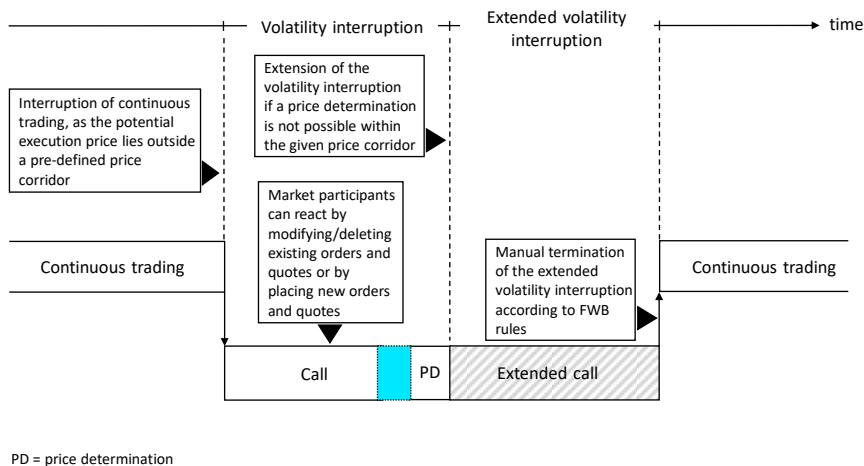 Volatility interruption
Extended volatility
interruption
time
Interruption of continuous
trading, as the potential
execution price lies outside
a pre-defined price
corridor
Extension of the
volatility interruption
if a price determination
is not possible within
the given price corridor
Market participants
can react by
modifying/deleting
existing orders and
quotes or by
placing new orders
and quotes
Manual termination
of the extended
volatility interruption
according to FWB
rules
Continuous trading
Continuous trading
Call
PD
Extended call
PD = price determination